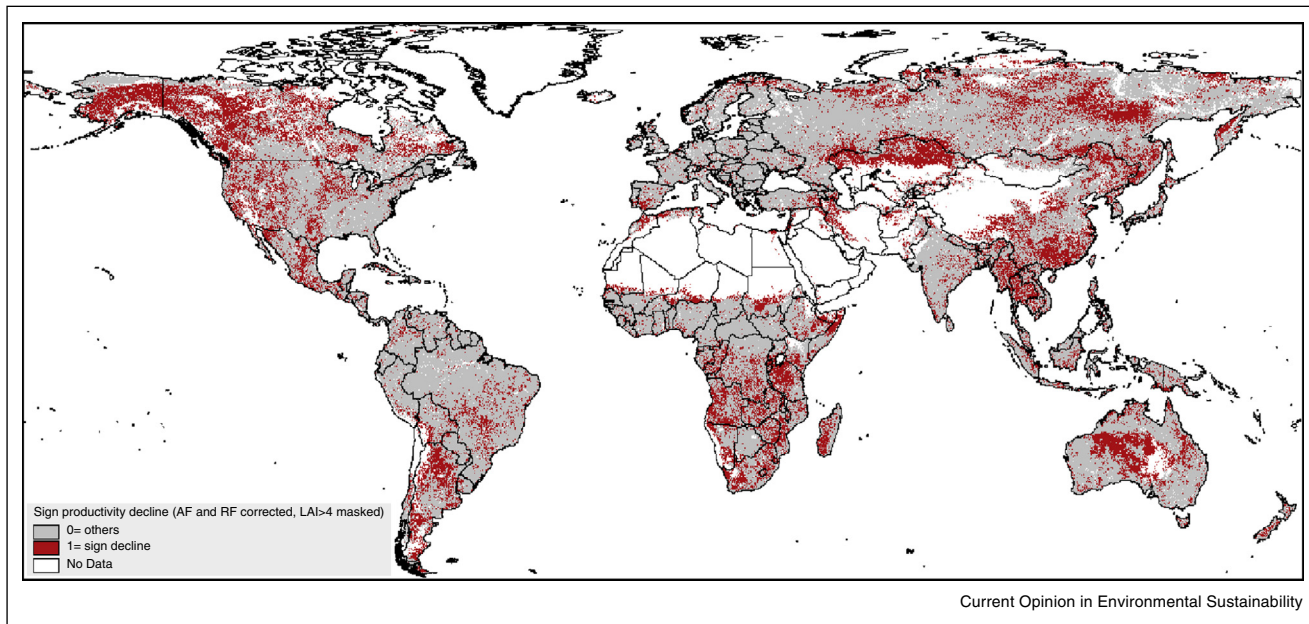 Sign productivity decline (AF and RF corrected, LAI>4 masked)
0= others
1= sign decline
No Data
Current Opinion in Environmental Sustainability